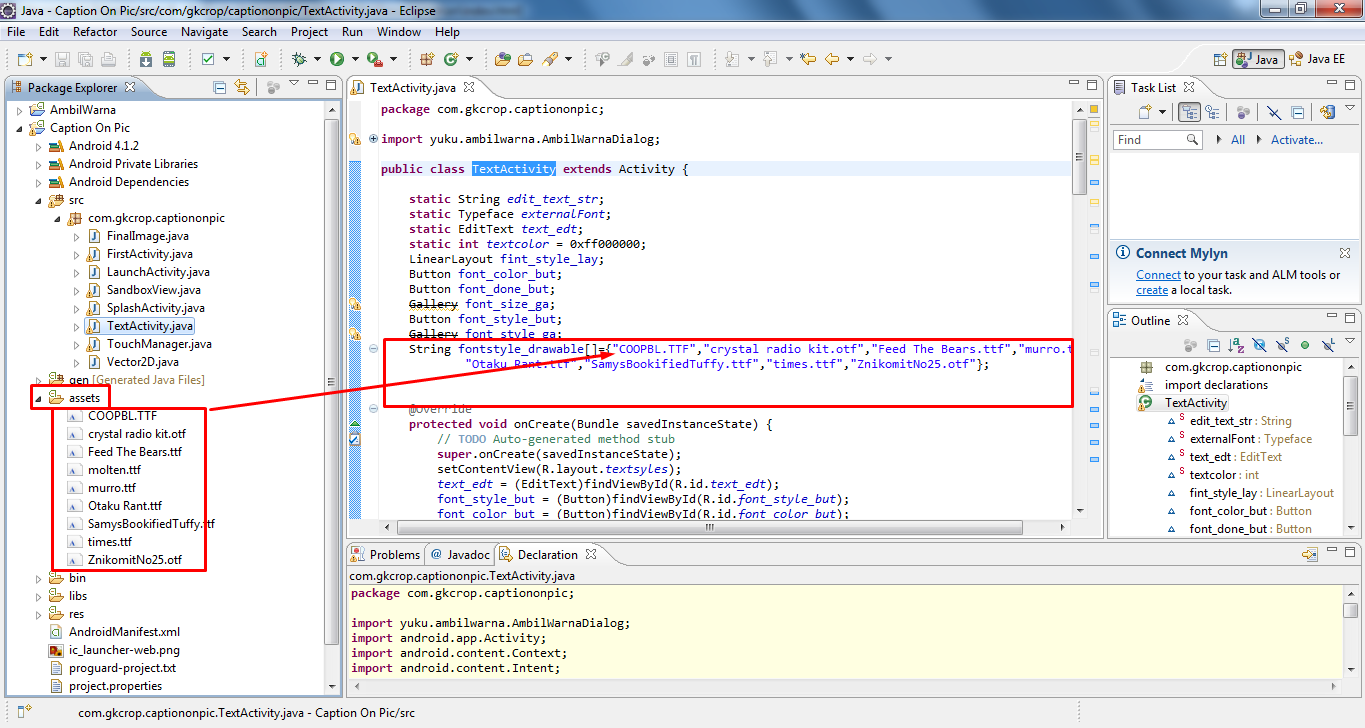 Java - Caption On Pic/src/com/gkcrop/captiononpic/TextActivity.java - Eclipse
File Edit Refactor Source Navigate Search Project Run Window Help
Java Java EE
Package Explorer
AmbilWarna
Caption On Pic
Android 4.1.2
Android Private Libraries
Android Dependencies
src
com.gkcrop.captiononpic
FinalImage.java
FirstActivity.java
LaunchActivity.java
SandboxView.java
SplashActivity.java
TextActivity.java
TouchManager.java
Vector2D.java
gen [Generated Java Files]
assets
COOPBL.TTF
crystal radio kit.otf
Feed The Bears.ttf
molten.ttf
murro.ttf
Otaku Rant.ttf
SamysBookifiedTuffy.ttf
times.ttf
ZnikomitNo25.otf
bin
libs
res
AndroidManifest.xml
ic_launcher-web.png
proguard-project.txt
project.properties
TextActivity.java
package com.gkcrop.captiononpic;
import yuku.ambilwarna.AmbilWarnaDialog;
public class TextActivity extends Activity {
static String edit_text_str;
static Typeface externalFont;
static EditText text_edt;
static int textcolor = 0xff000000;
LinearLayout fint_style_lay;
Button font_color_but;
Button font_done_but;
Gallery font_size_ga;
Button font_style_but;
Gallery font_style_ga;
String fontstyle_drawable[]={"COOPBL.TTF","crystal radio kit.otf","Feed The Bears.ttf","murro.t
"Otaku Rant.ttf","SamysBookifiedTuffy.ttf","times.ttf","ZnikomitNo25.otf"};
@Override
protected void onCreate(Bundle savedInstanceState) {
// TODO Auto-generated method stub
super.onCreate(savedInstanceState);
setContentView(R.layout.textsyles);
text_edt = (EditText)findViewById(R.id.text_edt);
font_style_but = (Button)findViewById(R.id.font_style_but);
font_color_but = (Button)findViewById(R.id.font_color_but);
Problems @ Javadoc Declaration
com.gkcrop.captiononpic.TextActivity.java
package com.gkcrop.captiononpic;
import yuku.ambilwarna.AmbilWarnaDialog;
import android.app.Activity;
import android.content.Context;
import android.content.Intent;
Task List
Find All Activate...
Connect Mylyn
Connect to your task and ALM tools or
create a local task.
Outline
com.gkcrop.captiononpic
import declarations
TextActivity
edit_text_str : String
externalFont : Typeface
text_edt : EditText
textcolor : int
fint_style_lay : LinearLayout
font_color_but : Button
font_done_but : Button
com.gkcrop.captiononpic.TextActivity.java - Caption On Pic/src